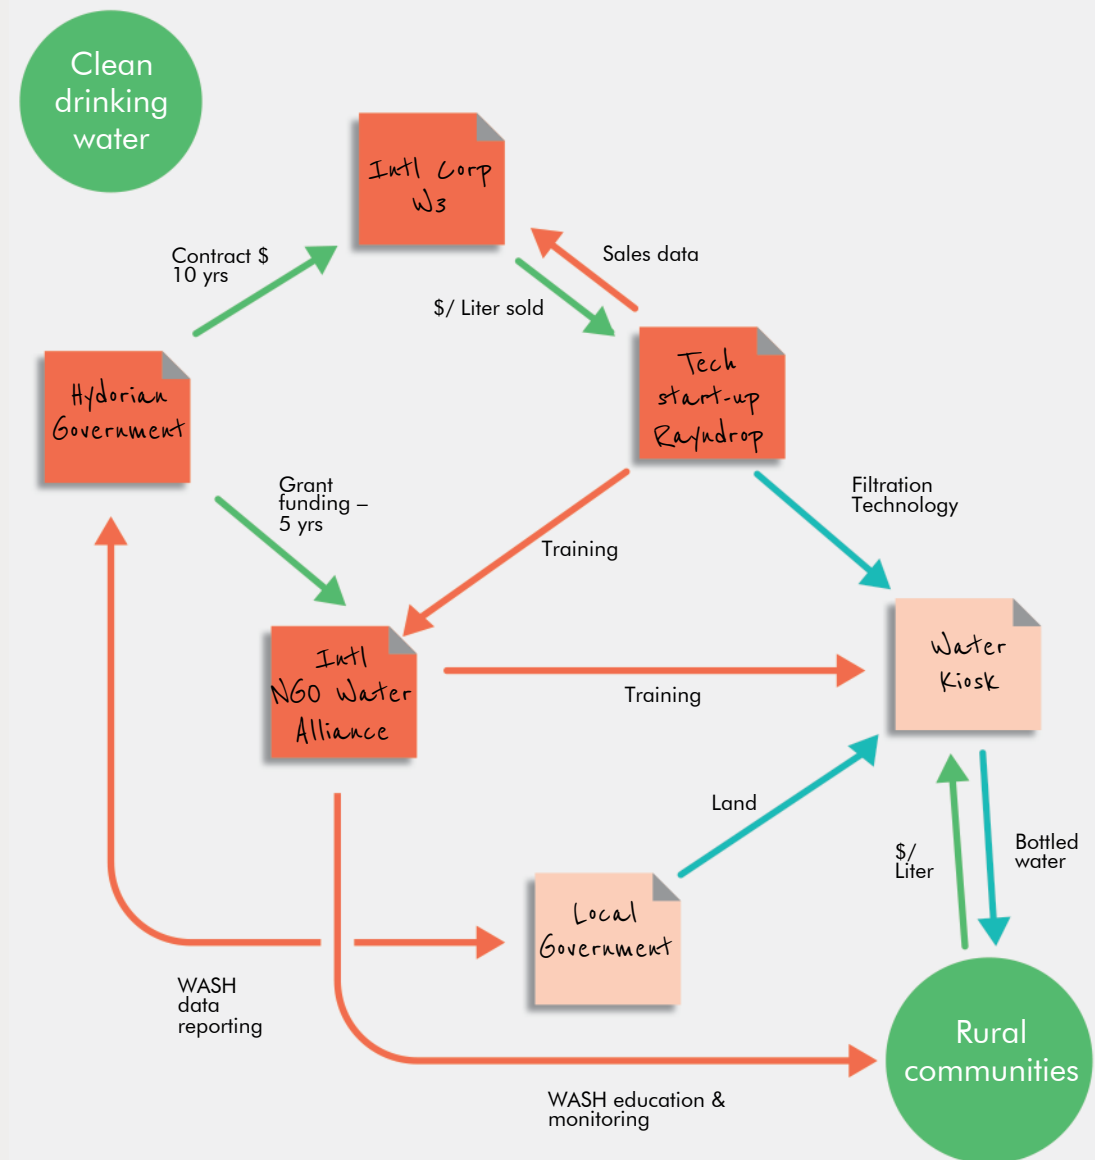 Clean
drinking
water
Intl Corp
W3
Contract $
10 yrs
Sales data
$/ Liter sold
Hydorian
Government
Tech
start-up
Rayndrop
Grant
funding –
5 yrs
Filtration
Technology
Training
Intl
NGO Water
Alliance
Water
Kiosk
Training
Land
$/
Liter
Bottled
water
Local
Government
WASH
data
reporting
Rural
communities
WASH education &
monitoring